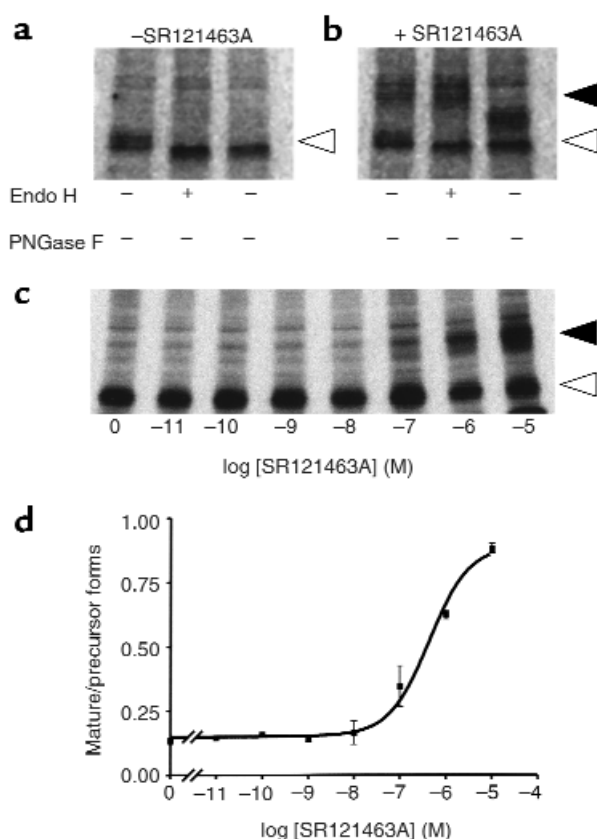 a b
–SR121463A + SR121463A
Endo H – + – – + –
PNGase F – – – – – –
c
0 –11 –10 –9 –8 –7 –6 –5
log [SR121463A] (M)
d
1.00
0.75
0.50
0.25
0.00
Mature/precursor forms
0 –11 –10 –9 –8 –7 –6 –5 –4
log [SR121463A] (M)